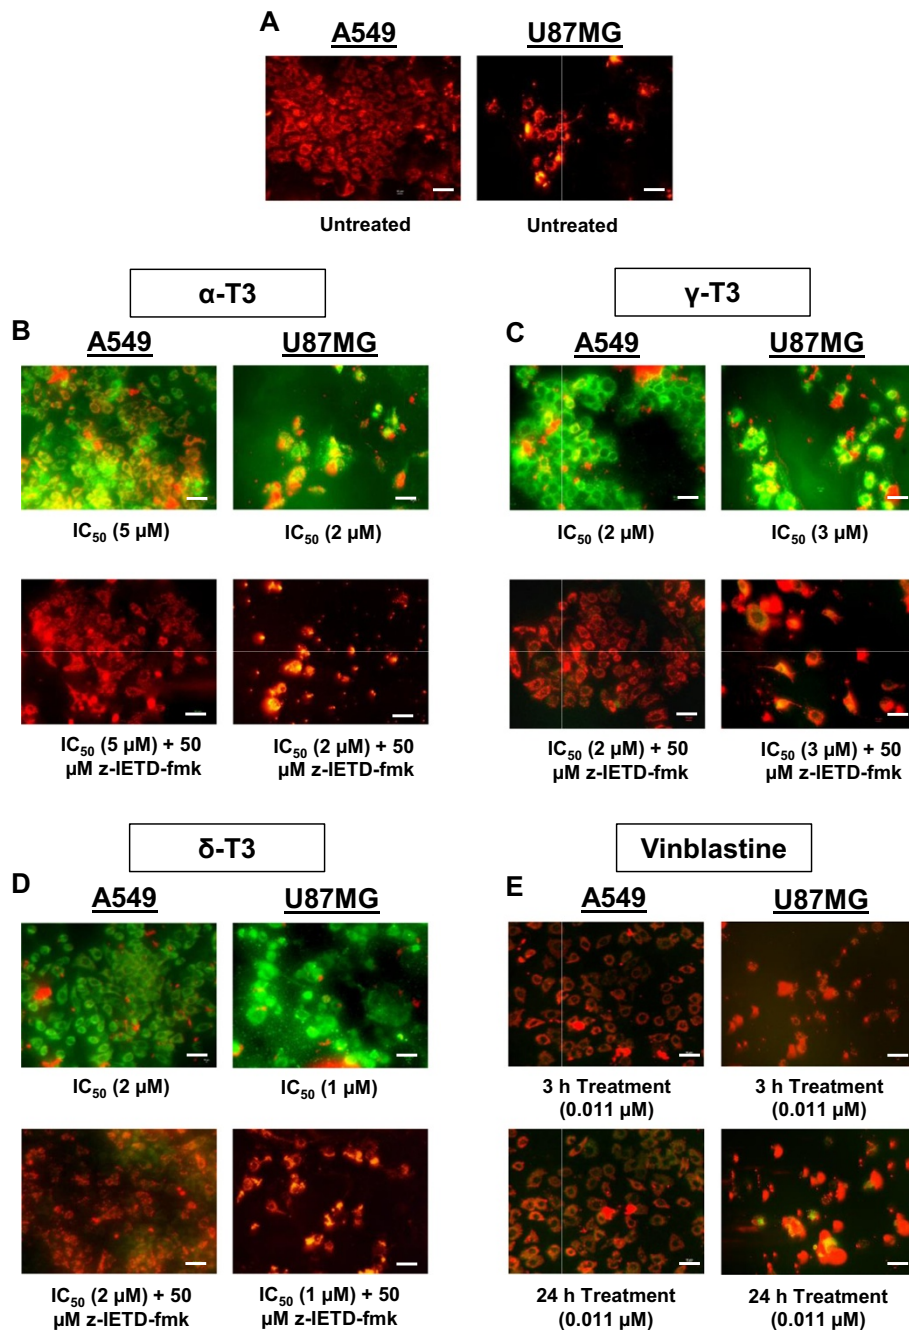 A
A549
U87MG
Untreated
Untreated
α-T3
B
A549
U87MG
IC₅₀ (5 µM)
IC₅₀ (2 µM)
IC₅₀ (5 µM) + 50
µM z-IETD-fmk
IC₅₀ (2 µM) + 50
µM z-IETD-fmk
γ-T3
C
A549
U87MG
IC₅₀ (2 µM)
IC₅₀ (3 µM)
IC₅₀ (2 µM) + 50
µM z-IETD-fmk
IC₅₀ (3 µM) + 50
µM z-IETD-fmk
δ-T3
D
A549
U87MG
IC₅₀ (2 µM)
IC₅₀ (1 µM)
IC₅₀ (2 µM) + 50
µM z-IETD-fmk
IC₅₀ (1 µM) + 50
µM z-IETD-fmk
Vinblastine
E
A549
U87MG
3 h Treatment
(0.011 µM)
3 h Treatment
(0.011 µM)
24 h Treatment
(0.011 µM)
24 h Treatment
(0.011 µM)